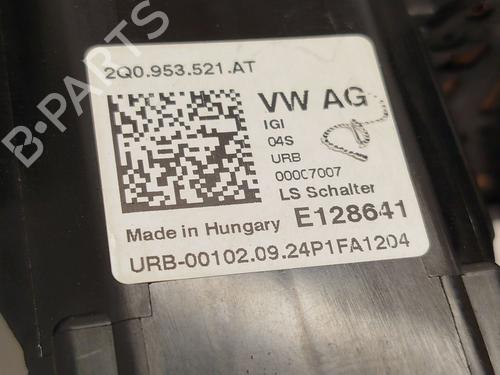 2Q0.953.521.AT
VW AG
IGI
04S
URB
00007007
LS Schalter
Made in Hungary E128641
URB-00102.09.24P1FA1204
B-PARTS